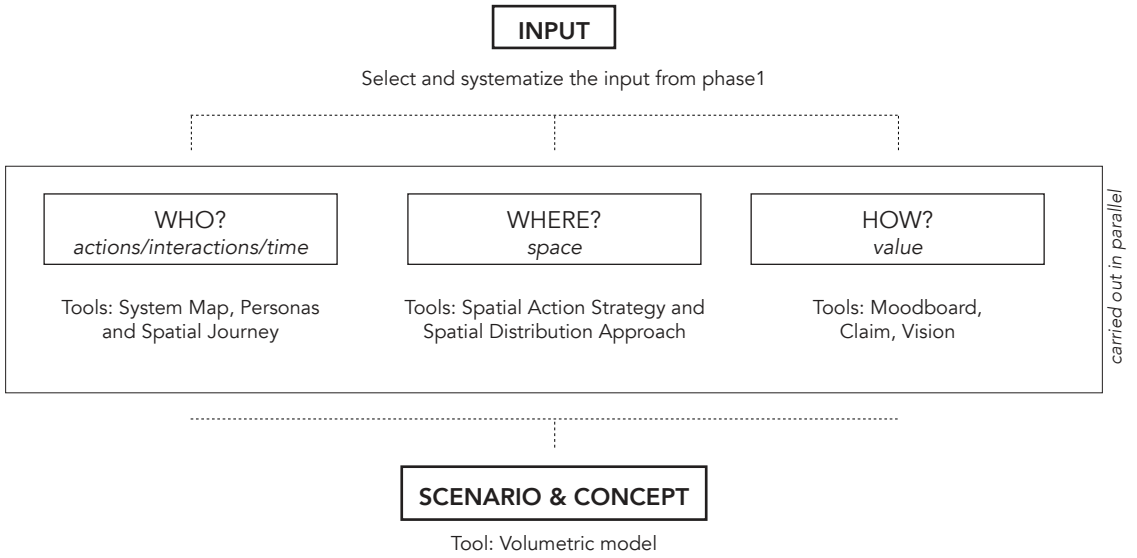 INPUT
Select and systematize the input from phase1
WHO?
actions/interactions/time
WHERE?
space
HOW?
value
Tools: System Map, Personas
and Spatial Journey
Tools: Spatial Action Strategy and
Spatial Distribution Approach
Tools: Moodboard,
Claim, Vision
carried out in parallel
SCENARIO & CONCEPT
Tool: Volumetric model